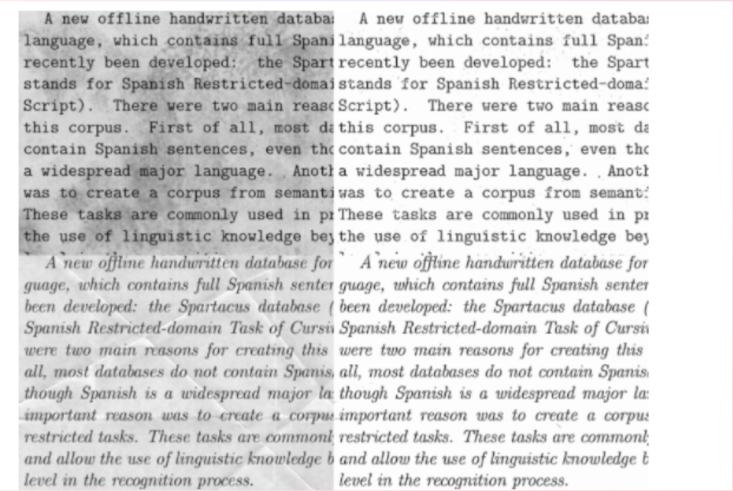 A new offline handwritten databa
language, which contains full Spani
recently been developed: the Spart
stands for Spanish Restricted-domai
Script). There were two main reaso
this corpus. First of all, most da
contain Spanish sentences, even tho
a widespread major language. Anoth
was to create a corpus from semanti
These tasks are commonly used in pr
the use of linguistic knowledge bey
A new offline handwritten databa
language, which contains full Span
recently been developed: the Spart
stands for Spanish Restricted-doma
Script). There were two main reaso
this corpus. First of all, most da
contain Spanish sentences, even tho
a widespread major language. Anoth
was to create a corpus from semant
These tasks are commonly used in pr
the use of linguistic knowledge bey
A new offline handwritten database for
guage, which contains full Spanish senten
been developed: the Spartacus database (
Spanish Restricted-domain Task of Cursiv
were two main reasons for creating this
all, most databases do not contain Spanis
though Spanish is a widespread major la
important reason was to create a corpus
restricted tasks. These tasks are commonl
and allow the use of linguistic knowledge b
level in the recognition process.
A new offline handwritten database for
guage, which contains full Spanish senten
been developed: the Spartacus database (
Spanish Restricted-domain Task of Cursiv
were two main reasons for creating this
all, most databases do not contain Spanis
though Spanish is a widespread major la
important reason was to create a corpus
restricted tasks. These tasks are commonl
and allow the use of linguistic knowledge b
level in the recognition process.